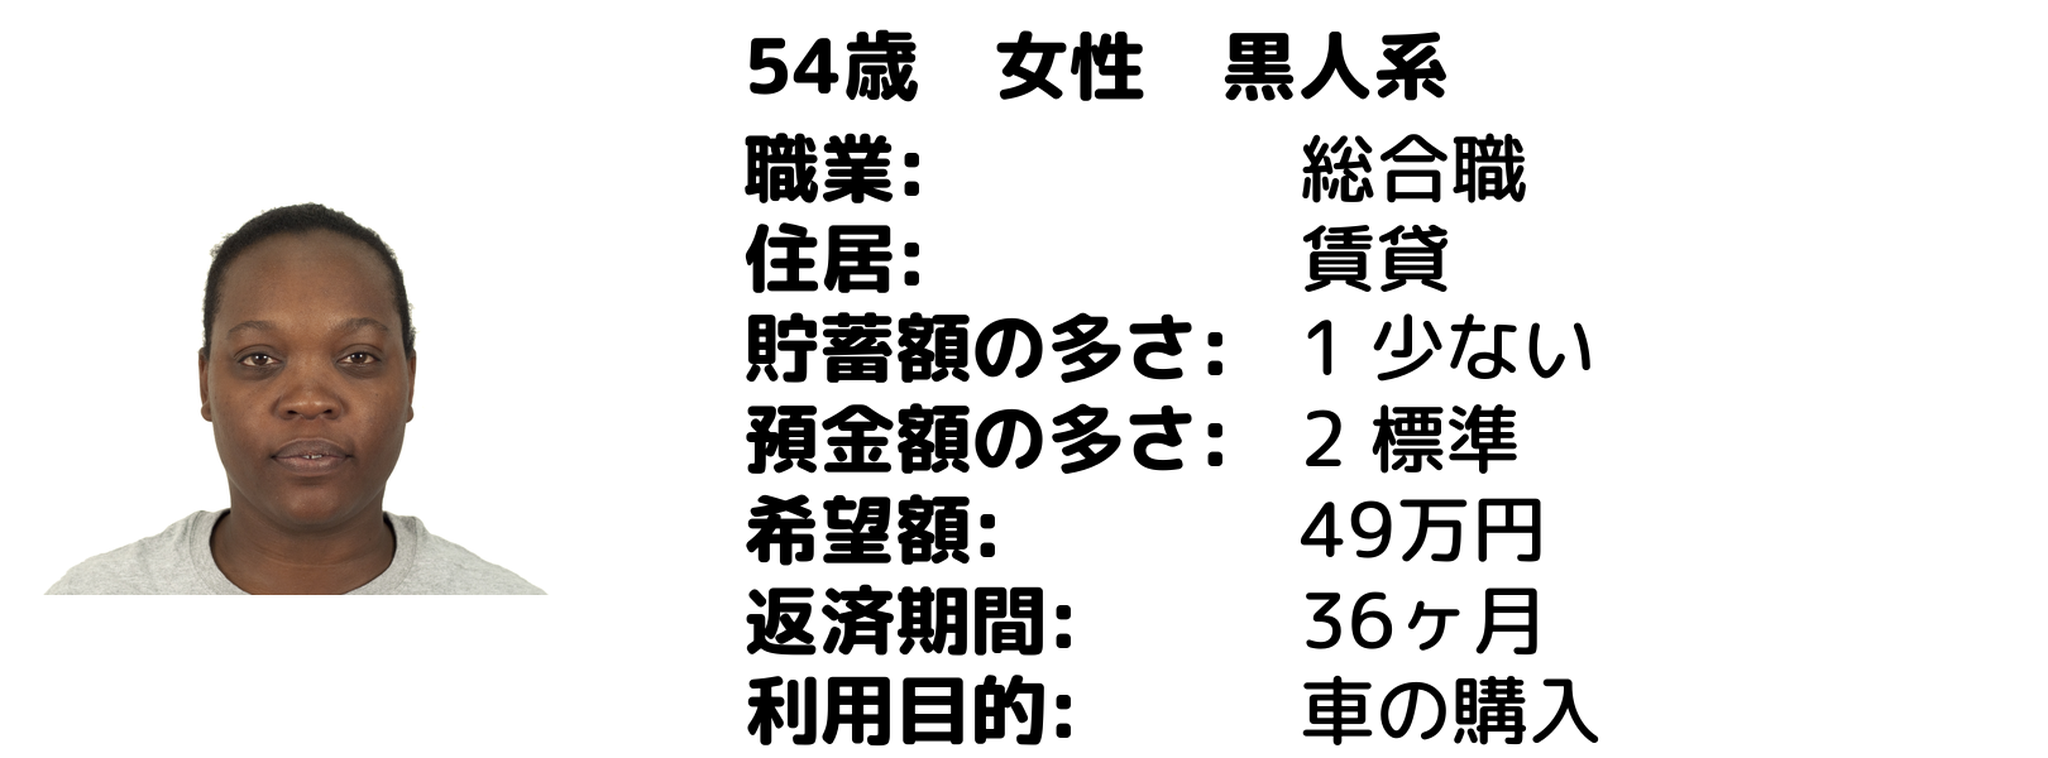 54歳　女性　黒人系
職業: 総合職
住居: 賃貸
貯蓄額の多さ: 1 少ない
預金額の多さ: 2 標準
希望額: 49万円
返済期間: 36ヶ月
利用目的: 車の購入